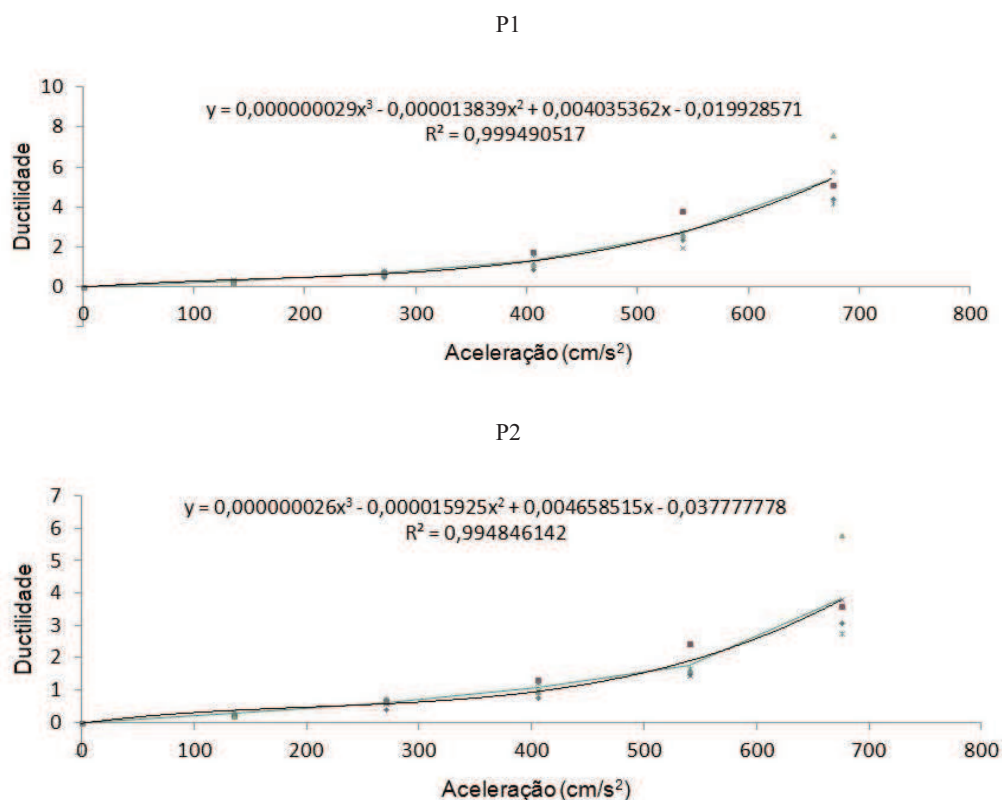 P1
y = 0,000000029x³ - 0,000013839x² + 0,004035362x - 0,019928571
R² = 0,999490517
Ductilidade
10
8
6
4
2
0
0 100 200 300 400 500 600 700 800
Aceleração (cm/s²)
P2
y = 0,000000026x³ - 0,000015925x² + 0,004658515x - 0,037777778
R² = 0,994846142
Ductilidade
7
6
5
4
3
2
1
0
0 100 200 300 400 500 600 700 800
Aceleração (cm/s²)